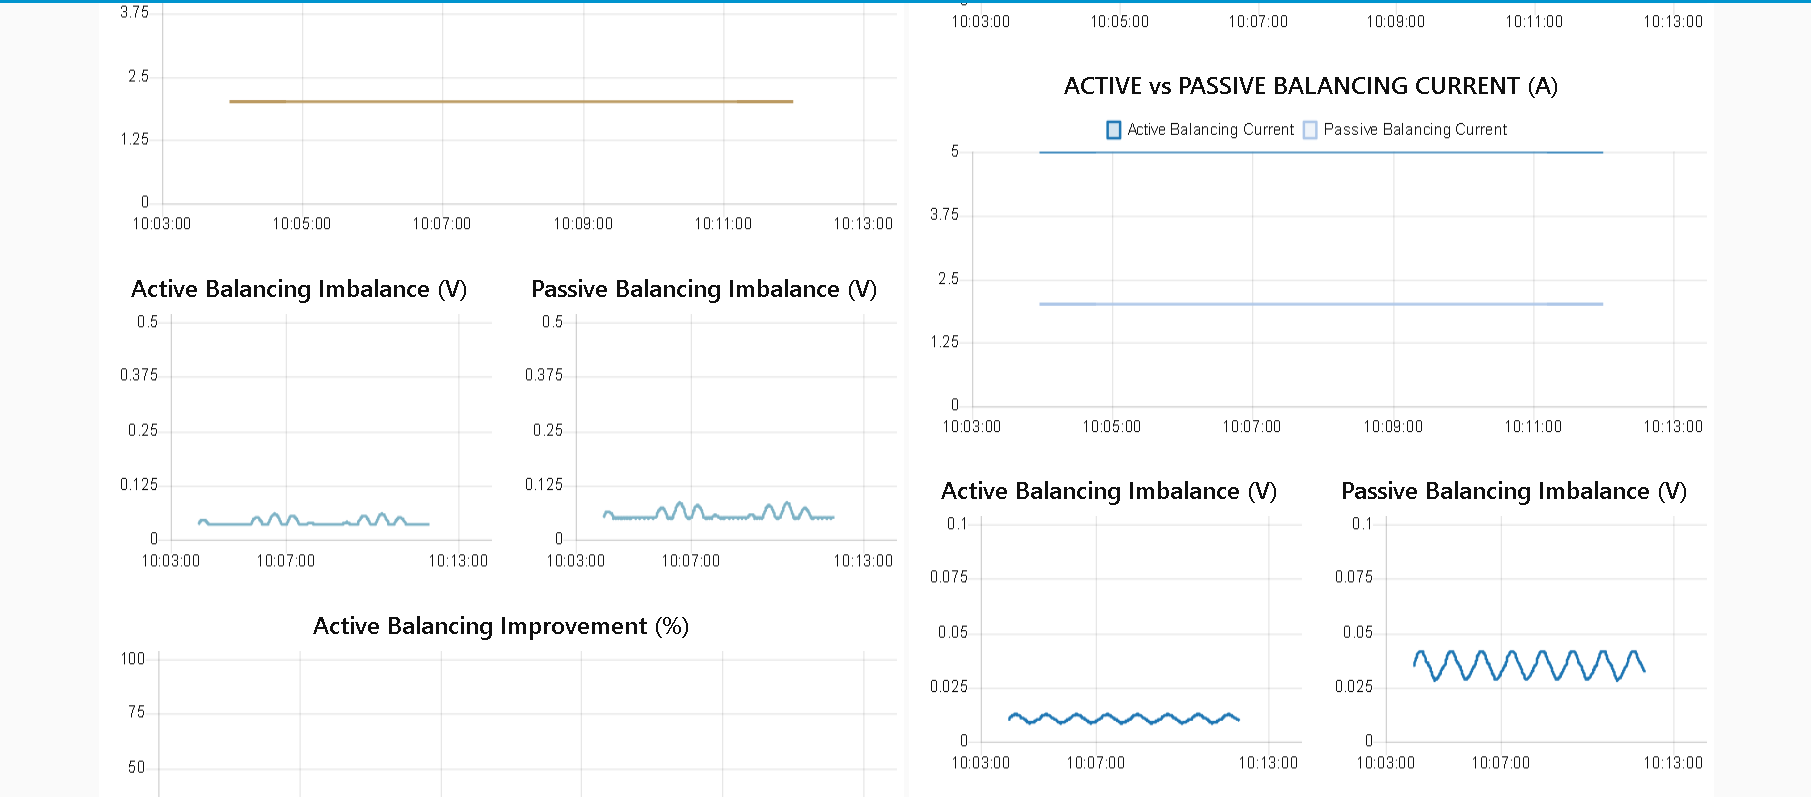 3.75
2.5
1.25
0
10:03:00 10:05:00 10:07:00 10:09:00 10:11:00 10:13:00
Active Balancing Imbalance (V) Passive Balancing Imbalance (V)
0.5 0.5
0.375 0.375
0.25 0.25
0.125 0.125
0 0
10:03:00 10:07:00 10:13:00 10:03:00 10:07:00 10:13:00
Active Balancing Improvement (%)
100
75
50
10:03:00 10:05:00 10:07:00 10:09:00 10:11:00 10:13:00
ACTIVE vs PASSIVE BALANCING CURRENT (A)
Active Balancing Current Passive Balancing Current
5
3.75
2.5
1.25
0
10:03:00 10:05:00 10:07:00 10:09:00 10:11:00 10:13:00
Active Balancing Imbalance (V) Passive Balancing Imbalance (V)
0.1 0.1
0.075 0.075
0.05 0.05
0.025 0.025
0 0
10:03:00 10:07:00 10:13:00 10:03:00 10:07:00 10:13:00